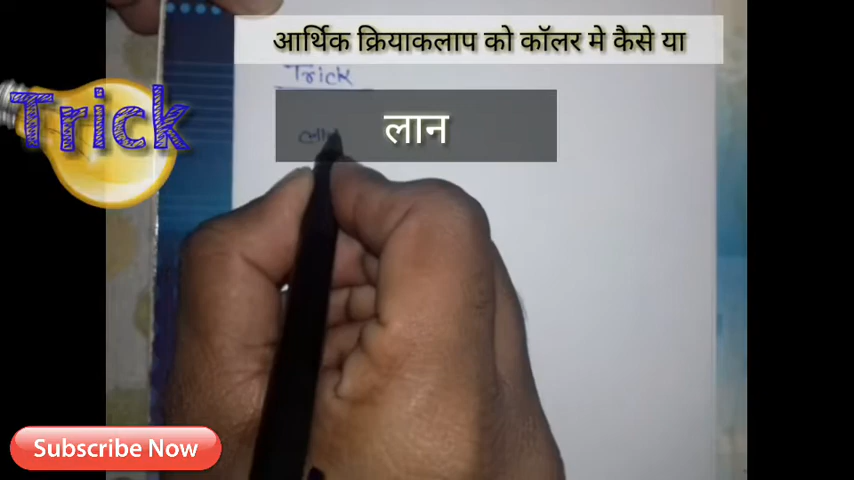 आर्थिक क्रियाकलाप को कॉलर मे कैसे या
Trick
Trick
लान
Subscribe Now